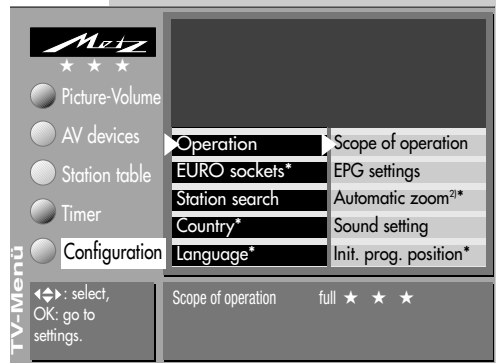 Metz
★ ★ ★
Picture-Volume
AV devices
Station table
Timer
Configuration
Operation
EURO sockets*
Station search
Country*
Language*
Scope of operation
EPG settings
Automatic zoom2)*
Sound setting
Init. prog. position*
TV-Menü
: select,
OK: go to
settings.
Scope of operation full ★ ★ ★